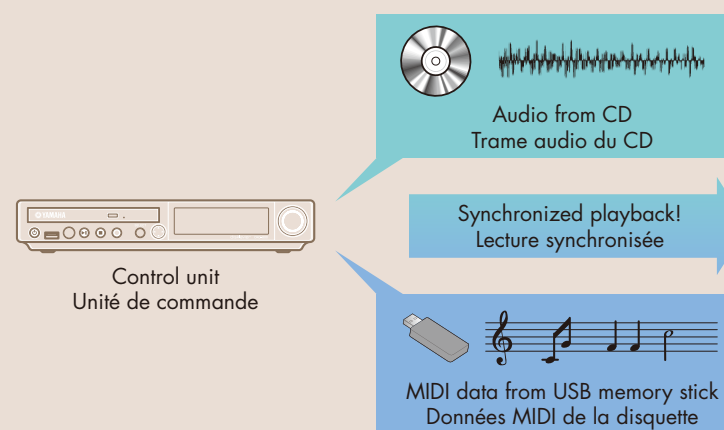 Audio from CD
Trame audio du CD
YAMAHA
Synchronized playback!
Lecture synchronisée
Control unit
Unité de commande
MIDI data from USB memory stick
Données MIDI de la disquette